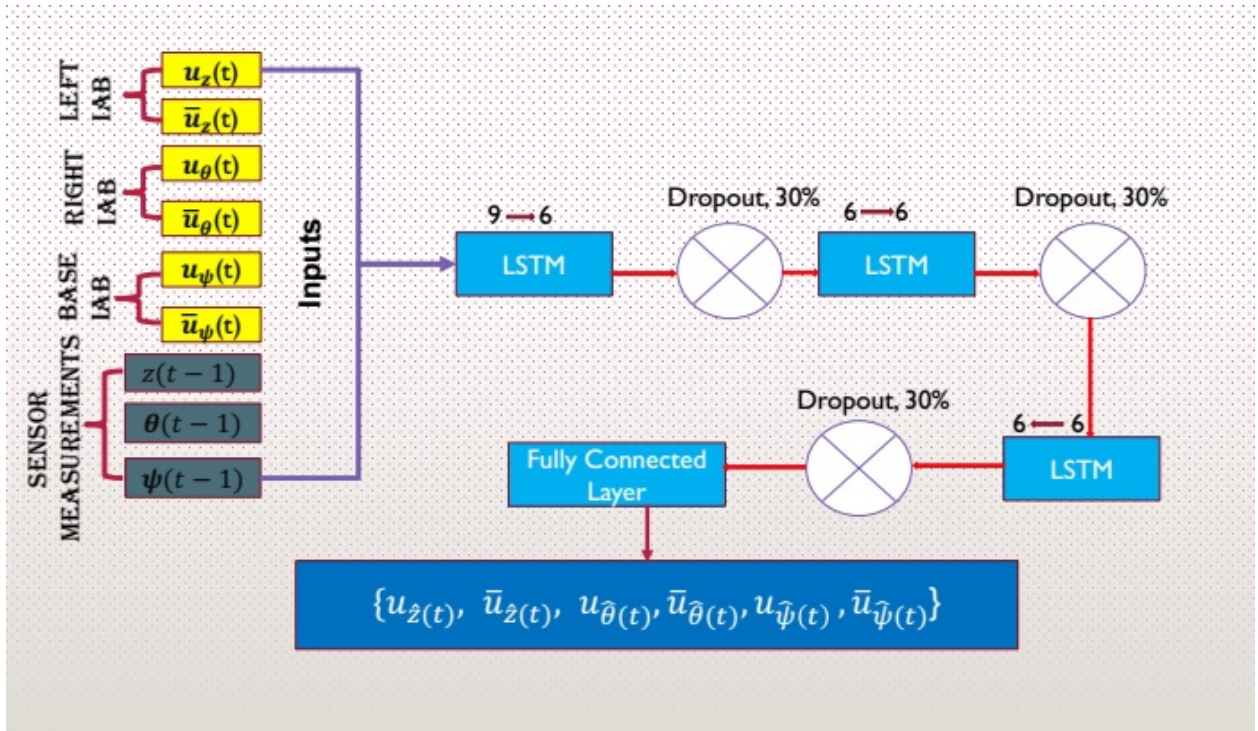 LEFT
IAB
u_z(t)
ū_z(t)
RIGHT
IAB
u_θ(t)
ū_θ(t)
BASE
IAB
u_ψ(t)
ū_ψ(t)
SENSOR
MEASUREMENTS
z(t − 1)
θ(t − 1)
ψ(t − 1)
Inputs
9 → 6
LSTM
Dropout, 30%
6 → 6
LSTM
6 ← 6
LSTM
Dropout, 30%
Fully Connected
Layer
{u_ẑ(t), ū_ẑ(t), u_θ̂(t), ū_θ̂(t), u_ψ̂(t), ū_ψ̂(t)}